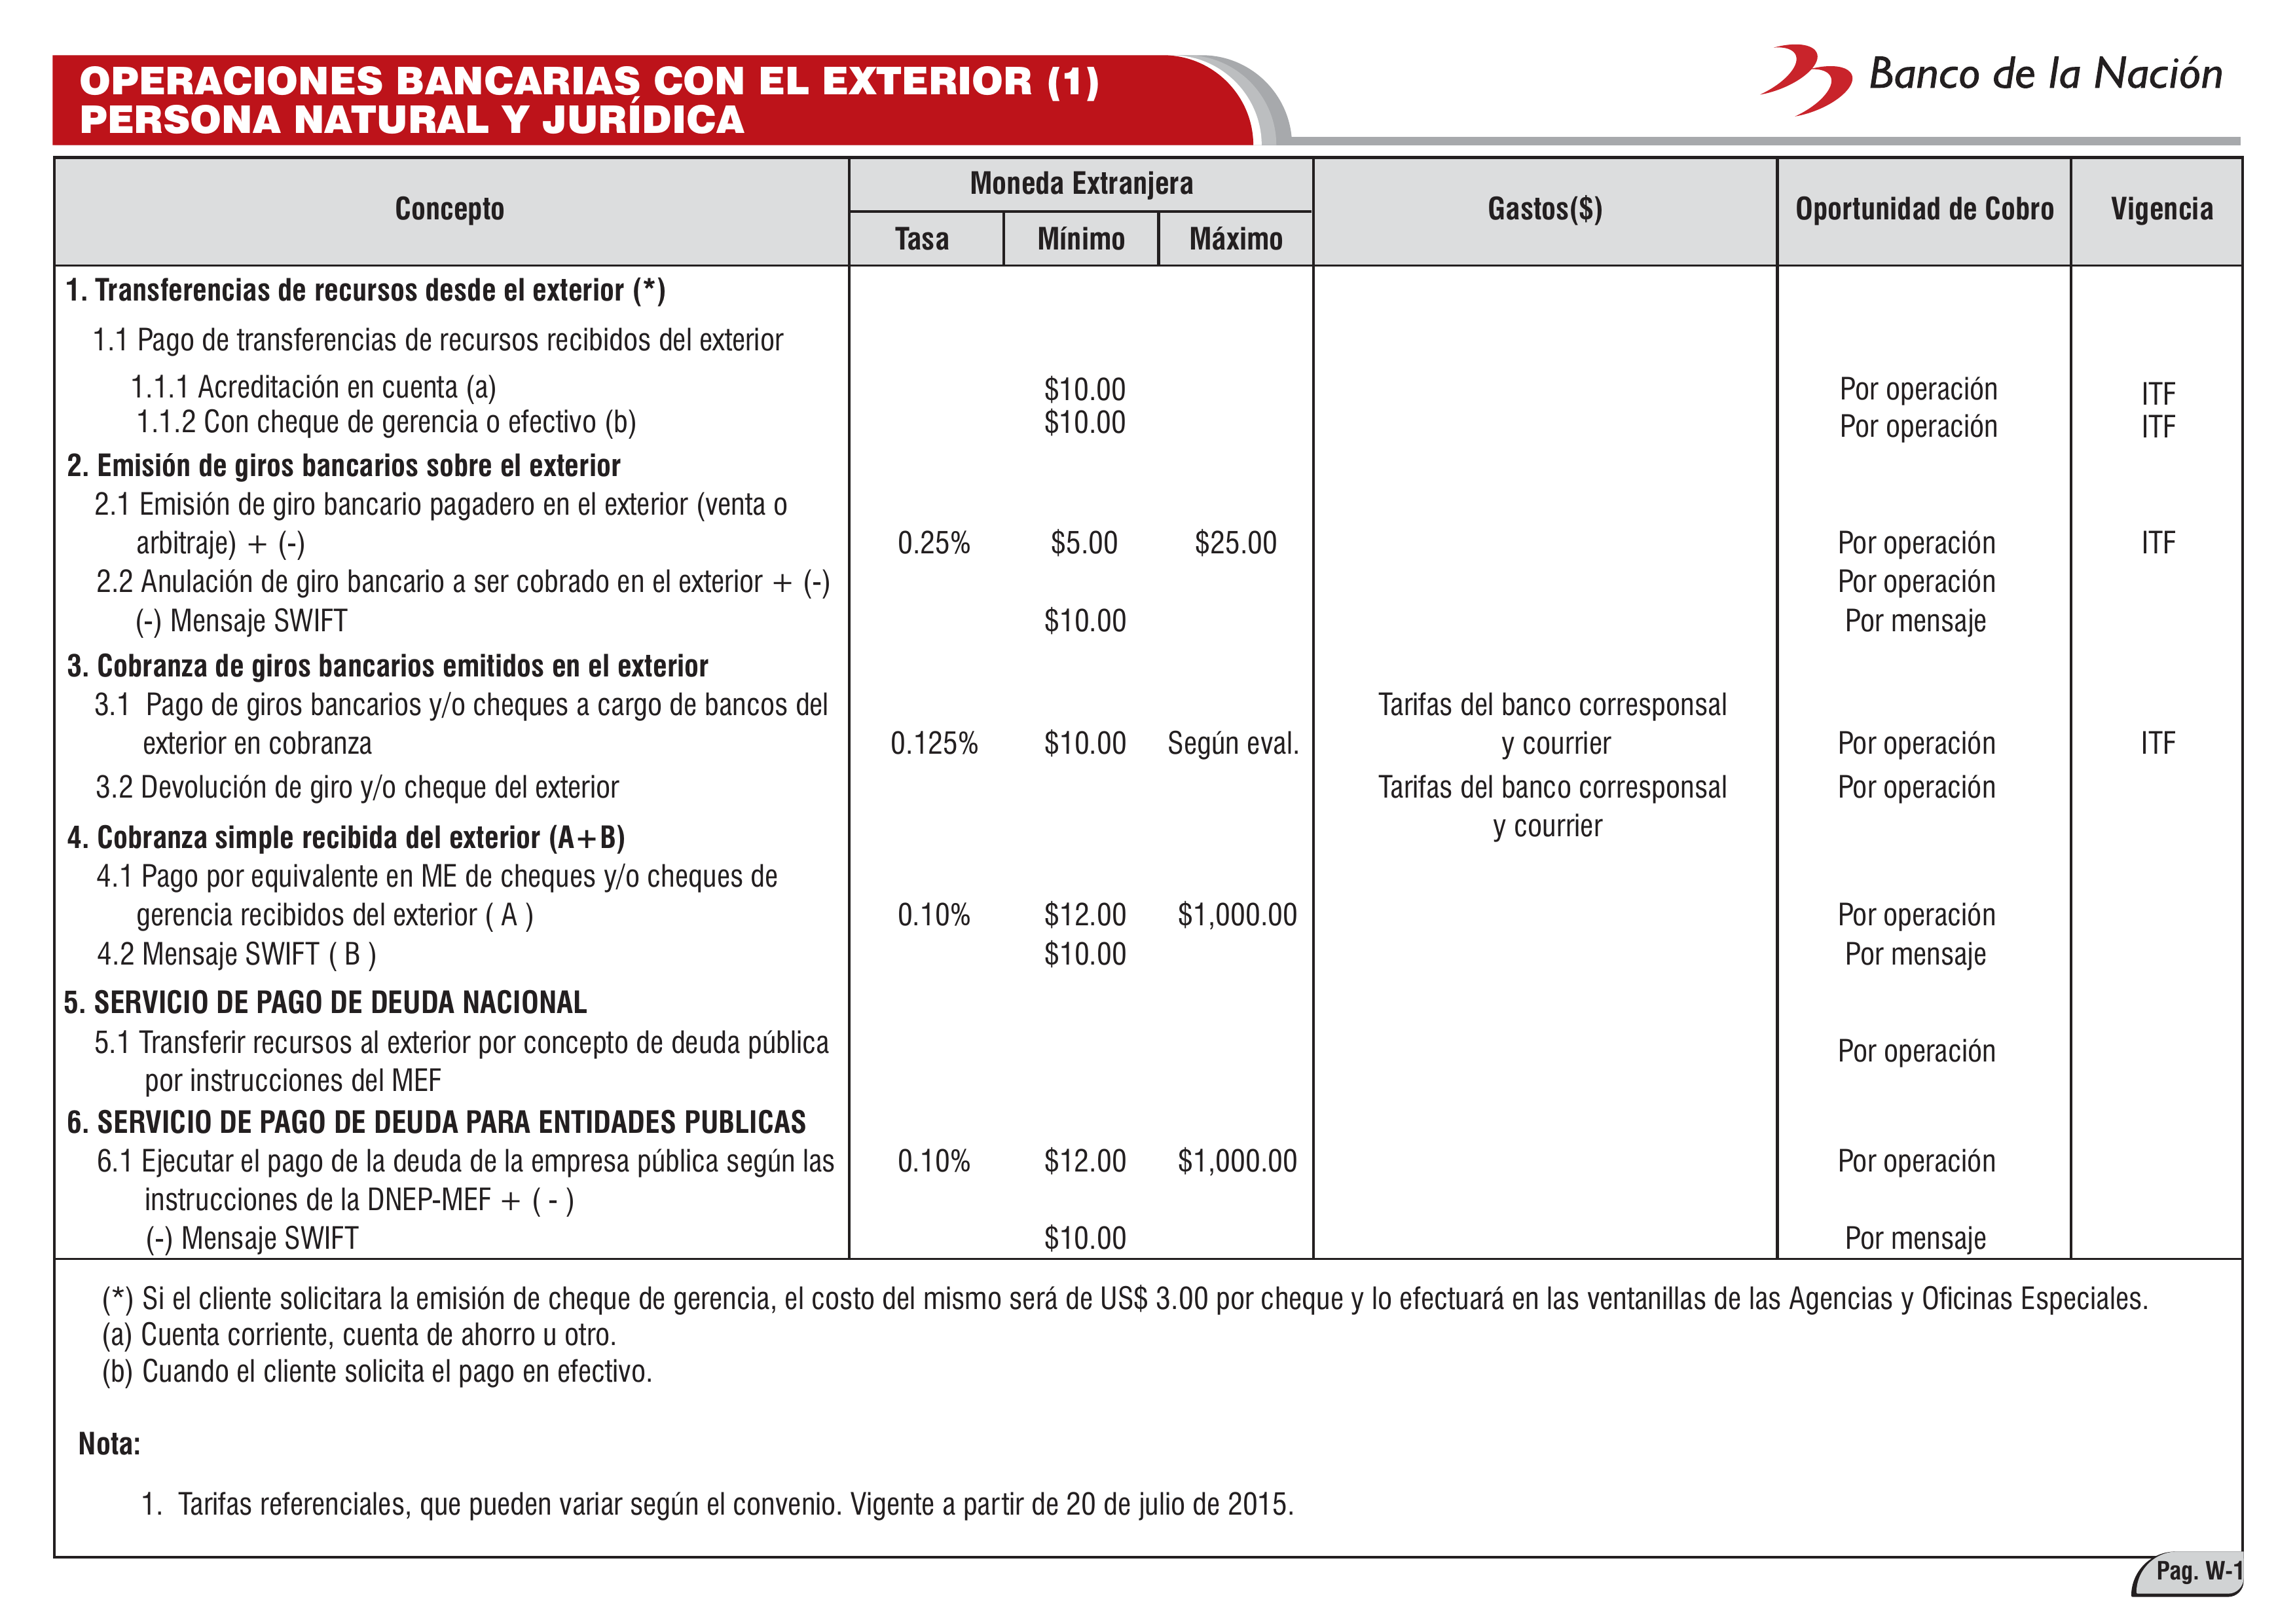 OPERACIONES BANCARIAS CON EL EXTERIOR (1)
PERSONA NATURAL Y JURÍDICA
Banco de la Nación
Concepto
Moneda Extranjera
Tasa Mínimo Máximo
Gastos($)
Oportunidad de Cobro
Vigencia
1. Transferencias de recursos desde el exterior (*)
1.1 Pago de transferencias de recursos recibidos del exterior
1.1.1 Acreditación en cuenta (a) $10.00 Por operación ITF
1.1.2 Con cheque de gerencia o efectivo (b) $10.00 Por operación ITF
2. Emisión de giros bancarios sobre el exterior
2.1 Emisión de giro bancario pagadero en el exterior (venta o
arbitraje) + (-) 0.25% $5.00 $25.00 Por operación ITF
2.2 Anulación de giro bancario a ser cobrado en el exterior + (-) Por operación
(-) Mensaje SWIFT $10.00 Por mensaje
3. Cobranza de giros bancarios emitidos en el exterior
3.1 Pago de giros bancarios y/o cheques a cargo de bancos del Tarifas del banco corresponsal
exterior en cobranza 0.125% $10.00 Según eval. y courrier Por operación ITF
3.2 Devolución de giro y/o cheque del exterior Tarifas del banco corresponsal Por operación
y courrier
4. Cobranza simple recibida del exterior (A+B)
4.1 Pago por equivalente en ME de cheques y/o cheques de
gerencia recibidos del exterior ( A ) 0.10% $12.00 $1,000.00 Por operación
4.2 Mensaje SWIFT ( B ) $10.00 Por mensaje
5. SERVICIO DE PAGO DE DEUDA NACIONAL
5.1 Transferir recursos al exterior por concepto de deuda pública Por operación
por instrucciones del MEF
6. SERVICIO DE PAGO DE DEUDA PARA ENTIDADES PUBLICAS
6.1 Ejecutar el pago de la deuda de la empresa pública según las 0.10% $12.00 $1,000.00 Por operación
instrucciones de la DNEP-MEF + ( - )
(-) Mensaje SWIFT $10.00 Por mensaje
(*) Si el cliente solicitara la emisión de cheque de gerencia, el costo del mismo será de US$ 3.00 por cheque y lo efectuará en las ventanillas de las Agencias y Oficinas Especiales.
(a) Cuenta corriente, cuenta de ahorro u otro.
(b) Cuando el cliente solicita el pago en efectivo.
Nota:
1. Tarifas referenciales, que pueden variar según el convenio. Vigente a partir de 20 de julio de 2015.
Pag. W-1